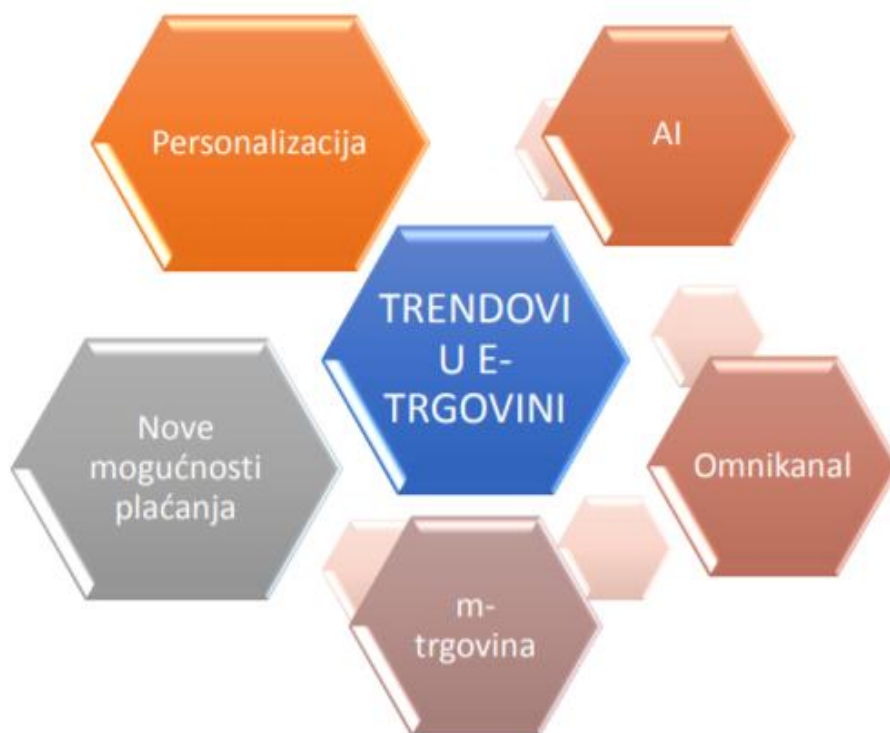 Personalizacija
AI
TRENDOVI
U E-
TRGOVINI
Nove
mogućnosti
plaćanja
Omnikanal
m-
trgovina